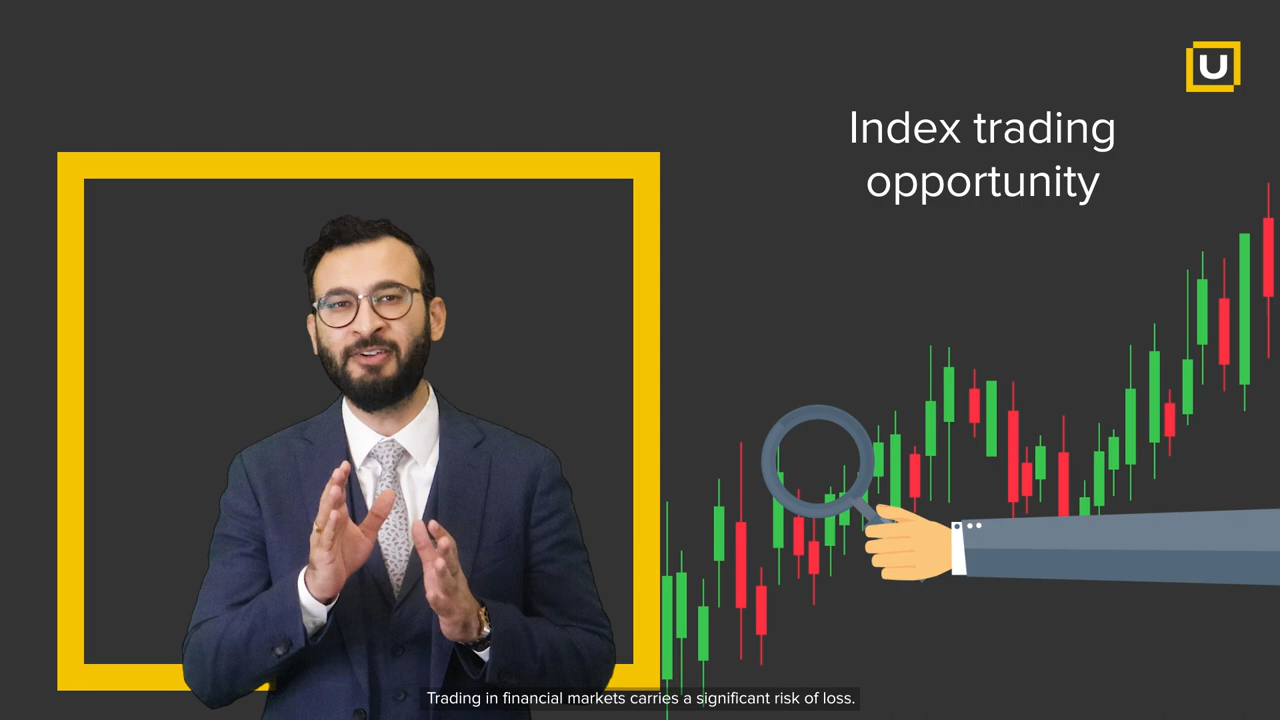 U
Index trading
opportunity
Trading in financial markets carries a significant risk of loss.